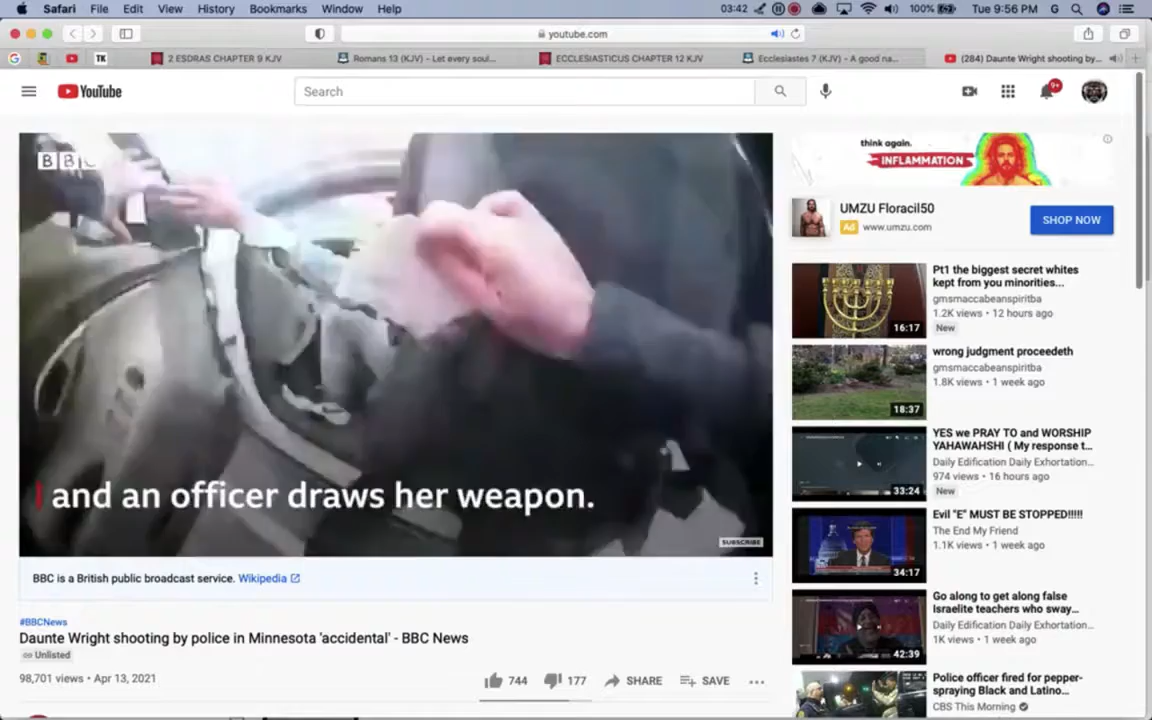 Safari File Edit View History Bookmarks Window Help 03:42 100% Tue 9:56 PM G
youtube.com
TK 2 ESDRAS CHAPTER 9 KJV Romans 13 (KJV) - Let every soul... ECCLESIASTICUS CHAPTER 12 KJV Ecclesiastes 7 (KJV) - A good na... (284) Daunte Wright shooting by...
YouTube
Search
9+
BBC
and an officer draws her weapon.
SUBSCRIBE
BBC is a British public broadcast service. Wikipedia
#BBCNews
Daunte Wright shooting by police in Minnesota 'accidental' - BBC News
Unlisted
98,701 views • Apr 13, 2021
744 177 SHARE SAVE
think again.
INFLAMMATION
UMZU Floracil50
Ad www.umzu.com
SHOP NOW
Pt1 the biggest secret whites
kept from you minorities...
gmsmaccabeanspiritba
1.2K views • 12 hours ago
New
16:17
wrong judgment proceedeth
gmsmaccabeanspiritba
1.8K views • 1 week ago
18:37
YES we PRAY TO and WORSHIP
YAHAWAHSHI ( My response t...
Daily Edification Daily Exhortation...
974 views • 16 hours ago
New
33:24
Evil "E" MUST BE STOPPED!!!!!
The End My Friend
1.1K views • 1 week ago
34:17
Go along to get along false
Israelite teachers who sway...
Daily Edification Daily Exhortation...
1K views • 1 week ago
42:39
Police officer fired for pepper-
spraying Black and Latino...
CBS This Morning